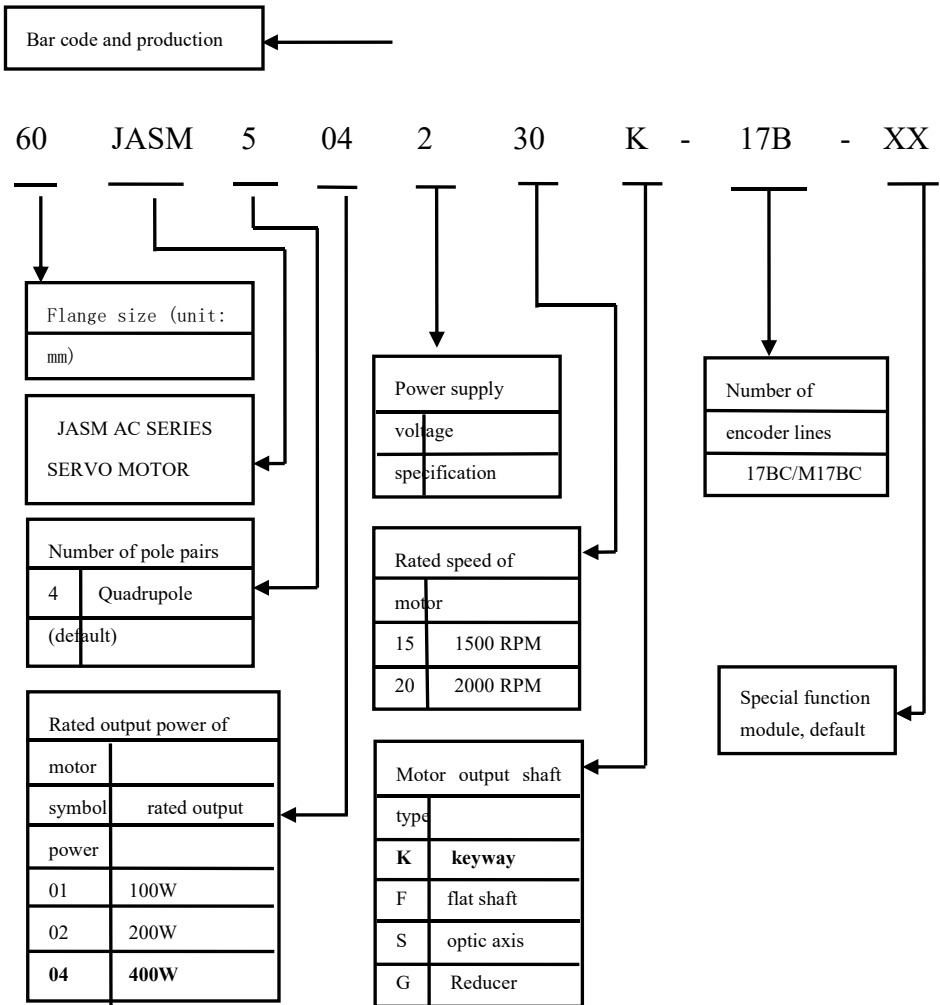 Bar code and production
60 JASM 5 04 2 30 K - 17B - XX
Flange size (unit:
mm)
JASM AC SERIES
SERVO MOTOR
Number of pole pairs
4 Quadrupole
(default)
Rated output power of
motor
symbol rated output
power
01 100W
02 200W
04 400W
Power supply
voltage
specification
Rated speed of
motor
15 1500 RPM
20 2000 RPM
Motor output shaft
type
K keyway
F flat shaft
S optic axis
G Reducer
Number of
encoder lines
17BC/M17BC
Special function
module, default